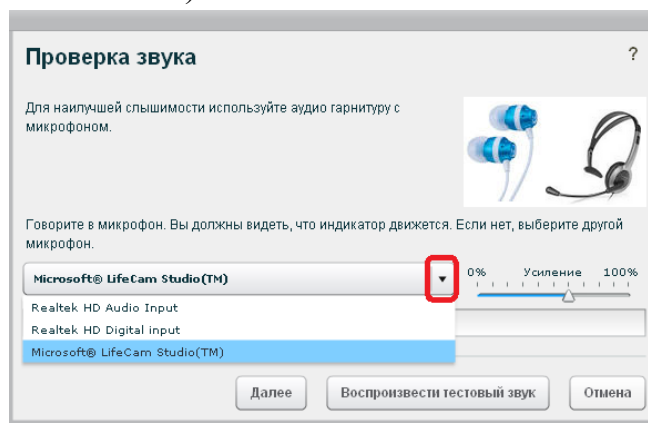 Проверка звука
?
Для наилучшей слышимости используйте аудио гарнитуру с
микрофоном.
Говорите в микрофон. Вы должны видеть, что индикатор движется. Если нет, выберите другой
микрофон.
Microsoft® LifeCam Studio(TM)
0% Усиление 100%
Realtek HD Audio Input
Realtek HD Digital input
Microsoft® LifeCam Studio(TM)
Далее
Воспроизвести тестовый звук
Отмена